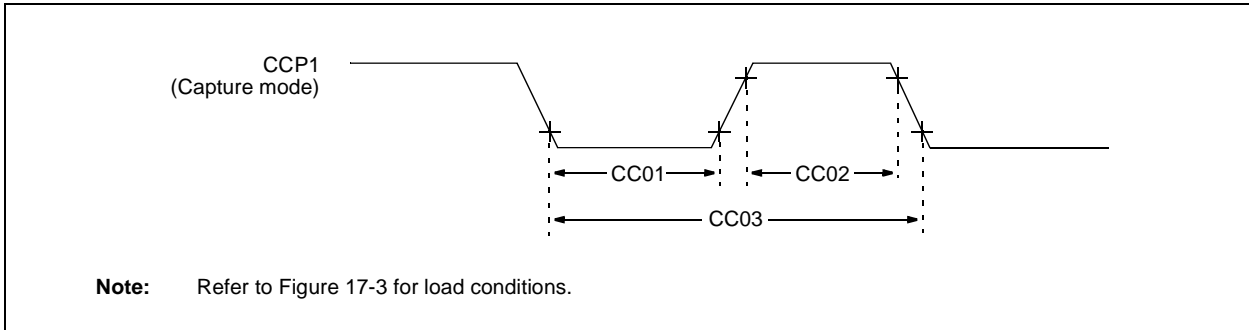 CCP1
(Capture mode)
CC01
CC02
CC03
Note: Refer to Figure 17-3 for load conditions.